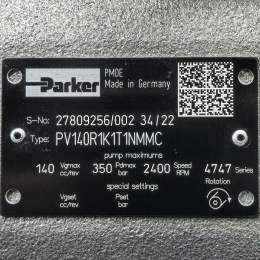 Parker
PMDE
Made in Germany
S-No: 27809256/002 34/22
Type: PV140R1K1T1NMMC
pump maximums
140 Vgmax cc/rev 350 Pdmax bar 2400 Speed RPM 4747 Series
special settings
Vgset cc/rev Pset bar Rotation